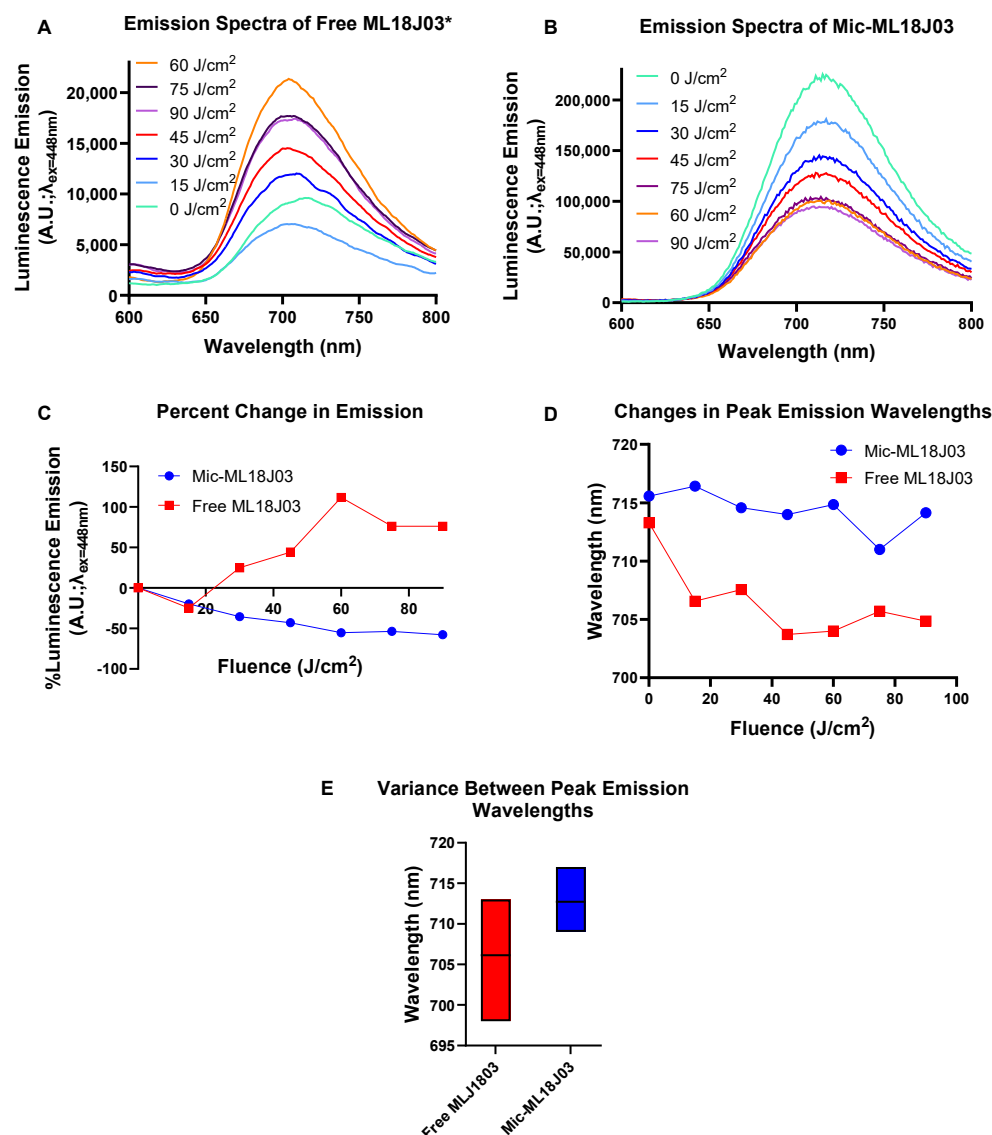 A
Emission Spectra of Free ML18J03*
60 J/cm²
75 J/cm²
90 J/cm²
45 J/cm²
30 J/cm²
15 J/cm²
0 J/cm²
Luminescence Emission
(A.U.;λex=448nm)
20,000
15,000
10,000
5,000
0
600
650
700
750
800
Wavelength (nm)
B
Emission Spectra of Mic-ML18J03
0 J/cm²
15 J/cm²
30 J/cm²
45 J/cm²
75 J/cm²
60 J/cm²
90 J/cm²
Luminescence Emission
(A.U.;λex=448nm)
200,000
150,000
100,000
50,000
0
600
650
700
750
800
Wavelength (nm)
C
Percent Change in Emission
Mic-ML18J03
Free ML18J03
%Luminescence Emission
(A.U.;λex=448nm)
150
100
50
0
-50
-100
20
40
60
80
Fluence (J/cm²)
D
Changes in Peak Emission Wavelengths
Mic-ML18J03
Free ML18J03
Wavelength (nm)
720
715
710
705
700
0
20
40
60
80
100
Fluence (J/cm²)
E
Variance Between Peak Emission
Wavelengths
Wavelength (nm)
720
715
710
705
700
695
Free MLJ1803
Mic-ML18J03